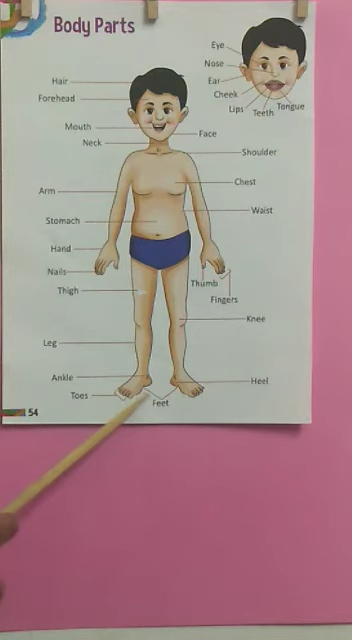 Body Parts
Eye
Nose
Ear
Cheek
Lips
Teeth
Tongue
Hair
Forehead
Mouth
Face
Neck
Shoulder
Chest
Arm
Waist
Stomach
Hand
Nails
Thumb
Thigh
Fingers
Knee
Leg
Ankle
Heel
Toes
Feet
54